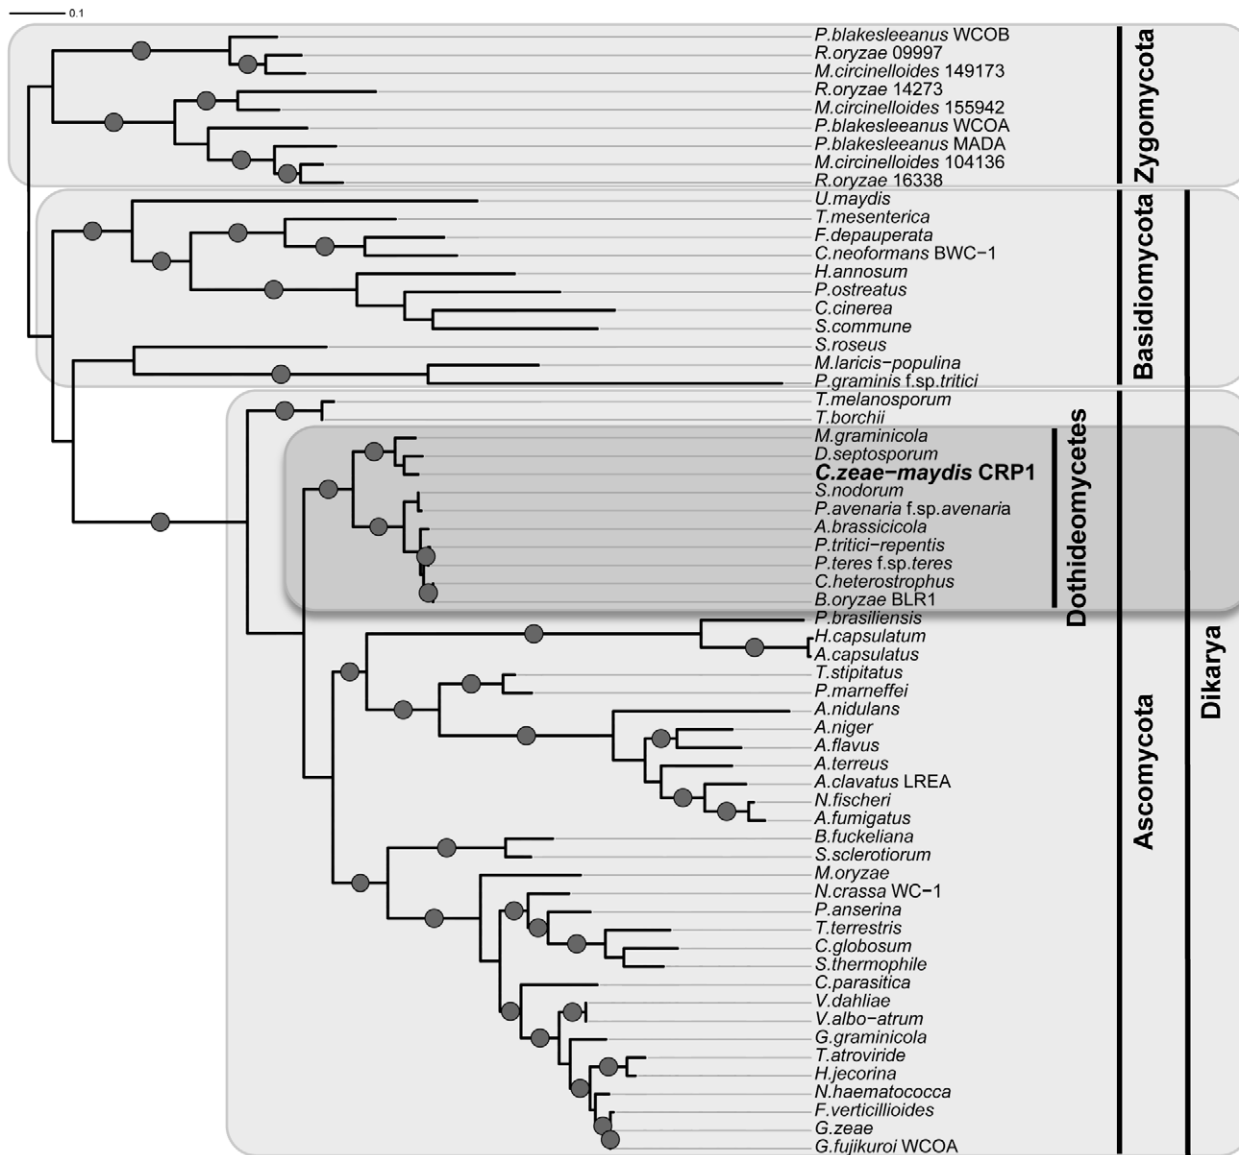 0.1
P.blakesleeanus WCOB
R.oryzae 09997
M.circinelloides 149173
R.oryzae 14273
M.circinelloides 155942
P.blakesleeanus WCOA
P.blakesleeanus MADA
M.circinelloides 104136
R.oryzae 16338
Zygomycota
U.maydis
T.mesenterica
F.depauperata
C.neoformans BWC−1
H.annosum
P.ostreatus
C.cinerea
S.commune
S.roseus
M.laricis−populina
P.graminis f.sp.tritici
Basidiomycota
T.melanosporum
T.borchii
M.graminicola
D.septosporum
C.zeae−maydis CRP1
S.nodorum
P.avenaria f.sp.avenaria
A.brassicicola
P.tritici−repentis
P.teres f.sp.teres
C.heterostrophus
B.oryzae BLR1
Dothideomycetes
P.brasiliensis
H.capsulatum
A.capsulatus
T.stipitatus
P.marneffei
A.nidulans
A.niger
A.flavus
A.terreus
A.clavatus LREA
N.fischeri
A.fumigatus
B.fuckeliana
S.sclerotiorum
M.oryzae
N.crassa WC−1
P.anserina
T.terrestris
C.globosum
S.thermophile
C.parasitica
V.dahliae
V.albo−atrum
G.graminicola
T.atroviride
H.jecorina
N.haematococca
F.verticillioides
G.zeae
G.fujikuroi WCOA
Ascomycota
Dikarya